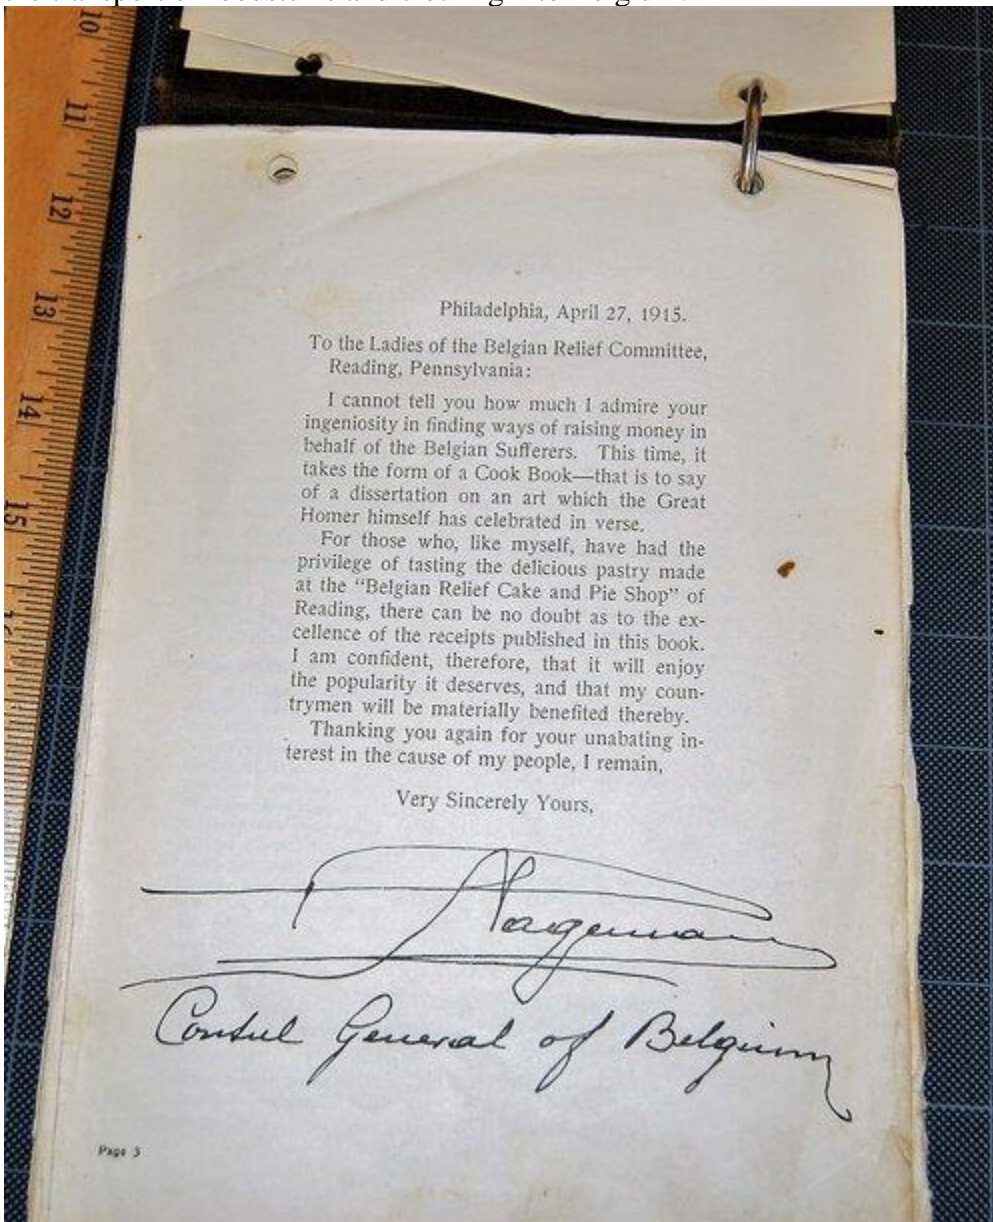 10
11
12
13
14
15
Philadelphia, April 27, 1915.
To the Ladies of the Belgian Relief Committee,
Reading, Pennsylvania:
I cannot tell you how much I admire your
ingeniosity in finding ways of raising money in
behalf of the Belgian Sufferers. This time, it
takes the form of a Cook Book—that is to say
of a dissertation on an art which the Great
Homer himself has celebrated in verse.
For those who, like myself, have had the
privilege of tasting the delicious pastry made
at the “Belgian Relief Cake and Pie Shop” of
Reading, there can be no doubt as to the ex-
cellence of the receipts published in this book.
I am confident, therefore, that it will enjoy
the popularity it deserves, and that my coun-
trymen will be materially benefited thereby.
Thanking you again for your unabating in-
terest in the cause of my people, I remain,
Very Sincerely Yours,
Consul General of Belgium
Page 3